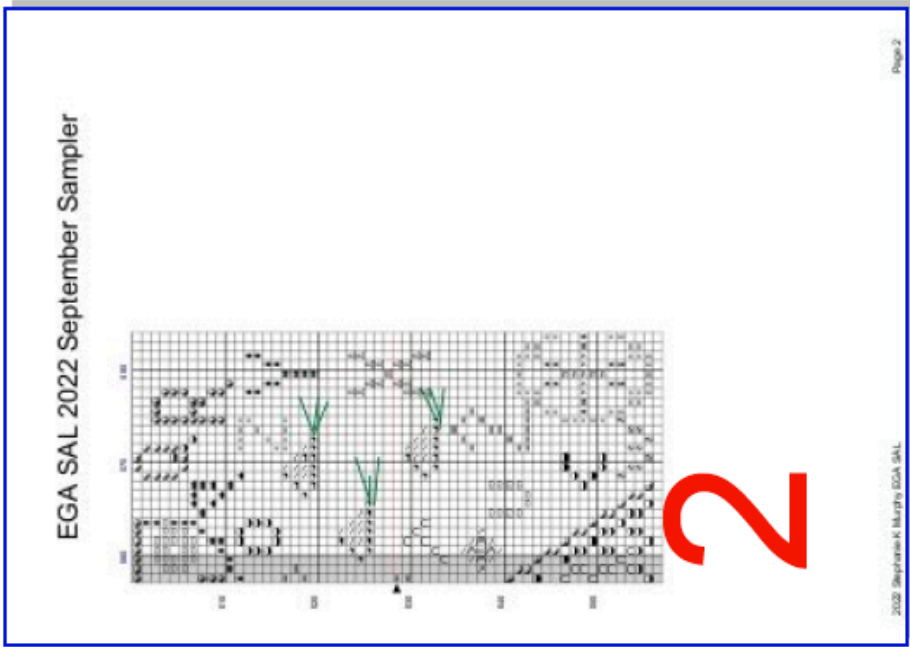 EGA SAL 2022 September Sampler
2
2022 Stephanie K Murphy EGA SAL
Page 2